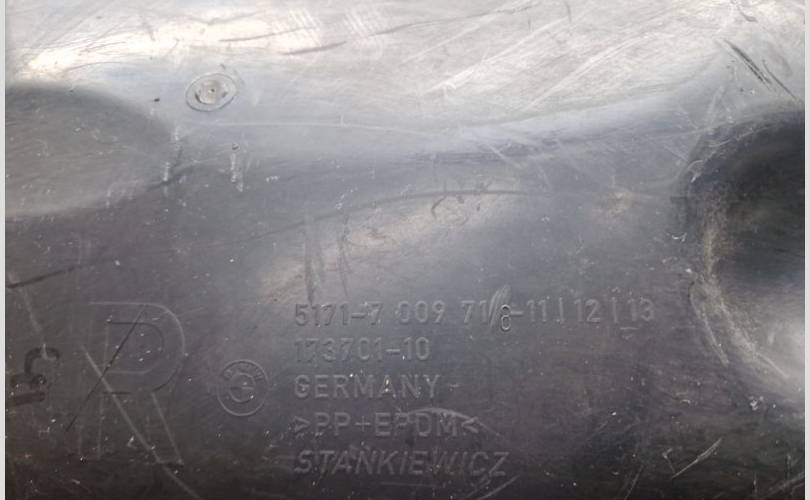 R
5171-7 009 718-11|12|13
173701-10
GERMANY
>PP+EPDM<
STANKIEWICZ